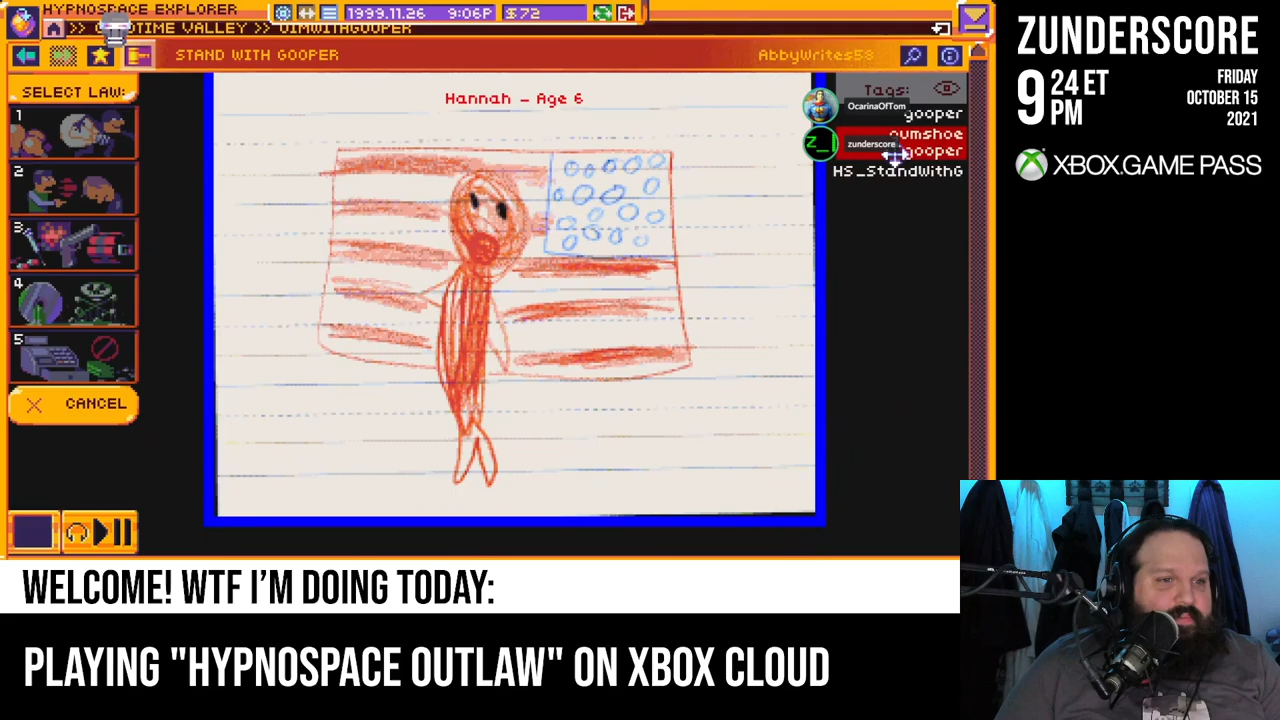 HYPNOSPACE EXPLORER
1999.11.26 9:06P $72
TIME VALLEY >> UIMWITHGOOPER
STAND WITH GOOPER
AbbyWrites58
SELECT LAW:
1
2
3
4
5
CANCEL
Hannah - Age 6
Tags:
OcarinaOfTom
gooper
gumshoe
zunderscore
gooper
HS_StandWithG
ZUNDERSCORE
9 24 ET
PM
FRIDAY
OCTOBER 15
2021
XBOX GAME PASS
WELCOME! WTF I'M DOING TODAY:
PLAYING "HYPNOSPACE OUTLAW" ON XBOX CLOUD